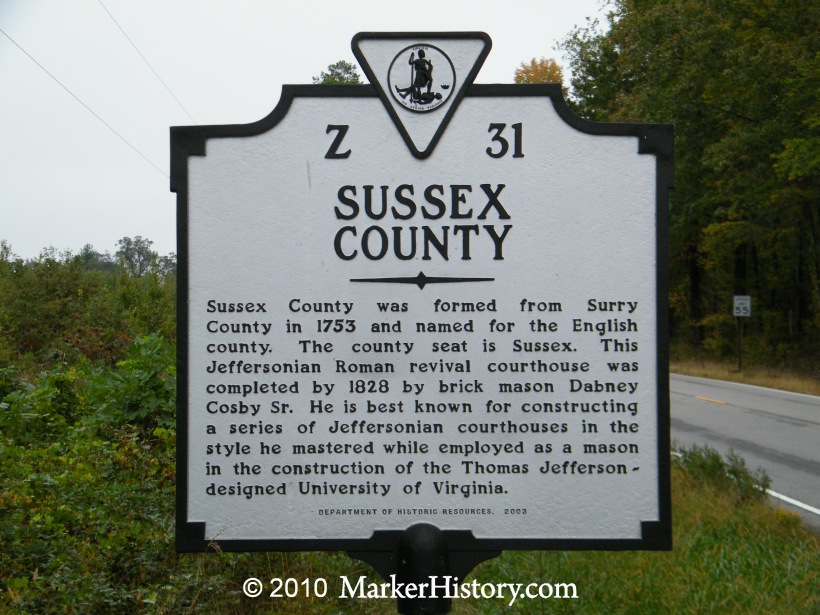 Z 31
SUSSEX
COUNTY
Sussex County was formed from Surry
County in 1753 and named for the English
county. The county seat is Sussex. This
Jeffersonian Roman revival courthouse was
completed by 1828 by brick mason Dabney
Cosby Sr. He is best known for constructing
a series of Jeffersonian courthouses in the
style he mastered while employed as a mason
in the construction of the Thomas Jefferson-
designed University of Virginia.
DEPARTMENT OF HISTORIC RESOURCES, 2003
55
© 2010 MarkerHistory.com